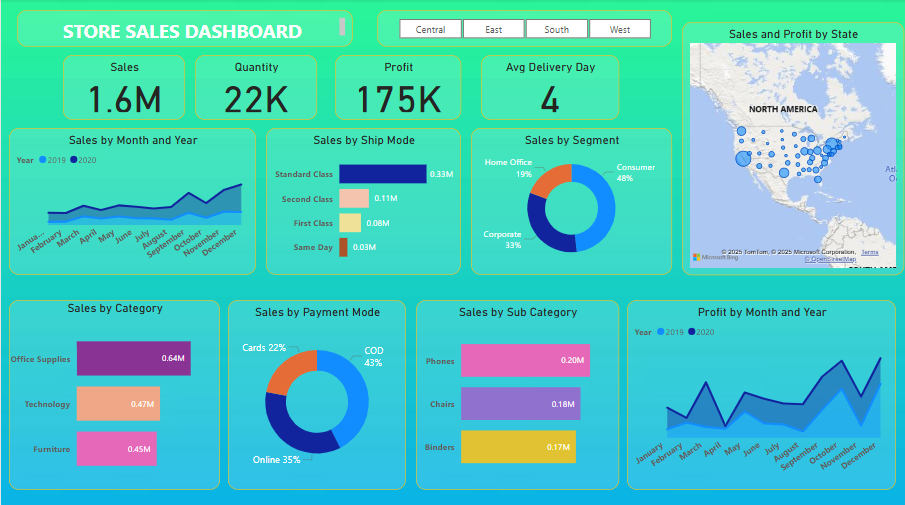 STORE SALES DASHBOARD
Central East South West
Sales
1.6M
Quantity
22K
Profit
175K
Avg Delivery Day
4
Sales and Profit by State
NORTH AMERICA
© 2025 TomTom, © 2025 Microsoft Corporation, Terms
© OpenStreetMap
Microsoft Bing
Sales by Month and Year
Year 2019 2020
Janua... February March April May June July August September October November December
Sales by Ship Mode
Standard Class 0.33M
Second Class 0.11M
First Class 0.08M
Same Day 0.03M
Sales by Segment
Home Office
19%
Consumer
48%
Corporate
33%
Sales by Category
Office Supplies 0.64M
Technology 0.47M
Furniture 0.45M
Sales by Payment Mode
Cards 22%
COD
43%
Online 35%
Sales by Sub Category
Phones 0.20M
Chairs 0.18M
Binders 0.17M
Profit by Month and Year
Year 2019 2020
January February March April May June July August September October November December